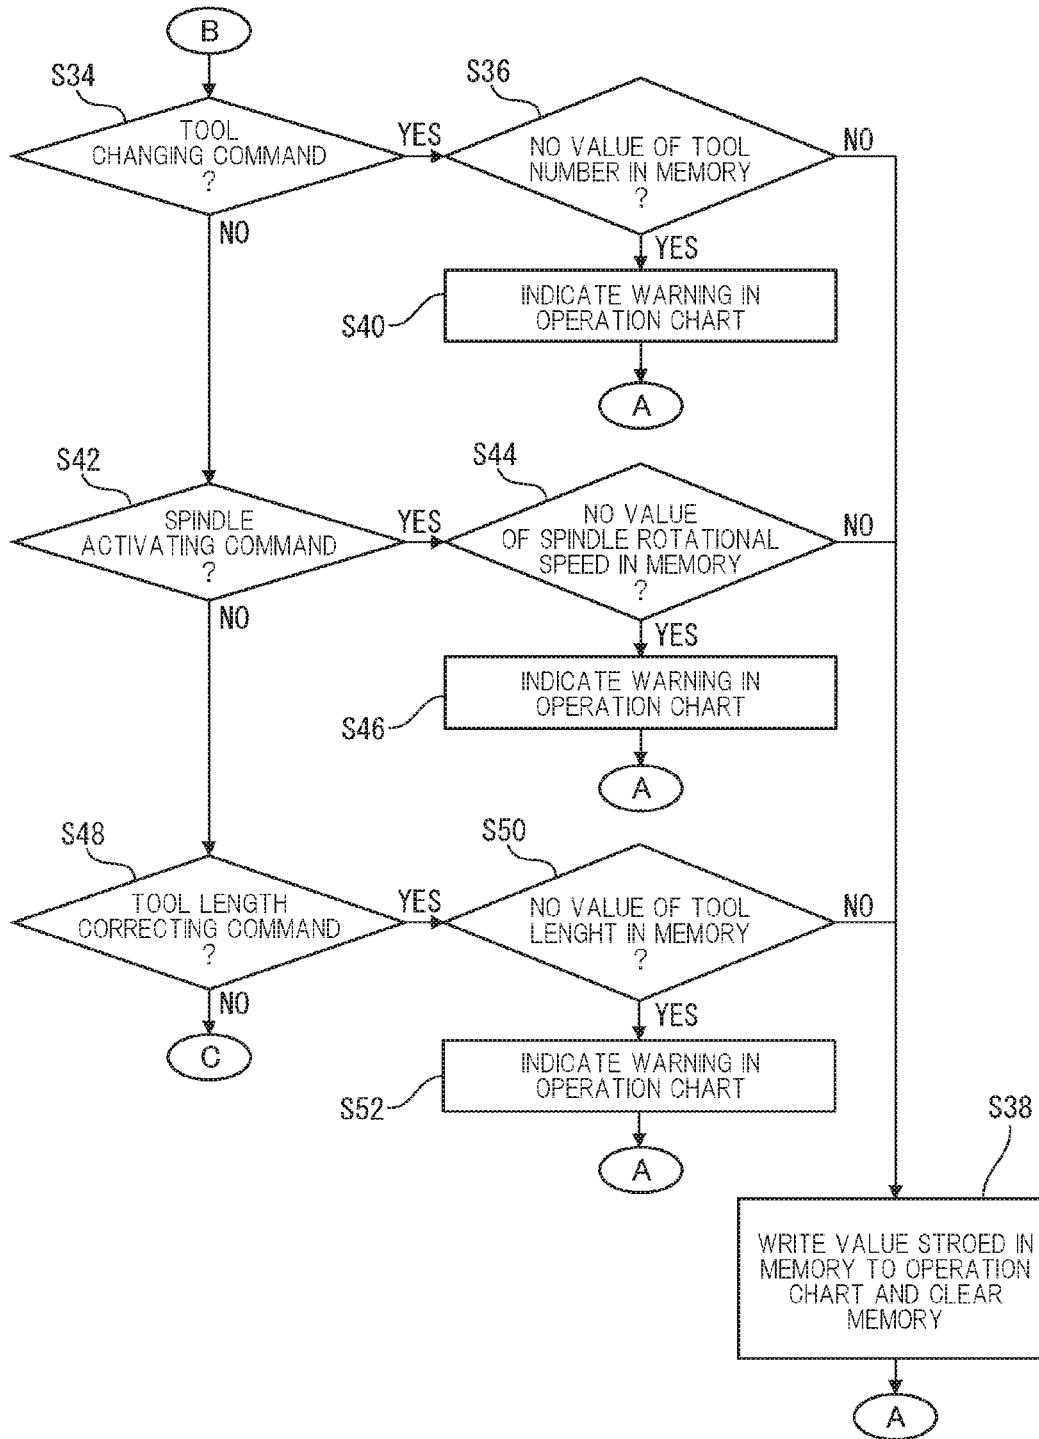 B
S34
TOOL
CHANGING COMMAND
?
YES
NO
S36
NO VALUE OF TOOL
NUMBER IN MEMORY
?
NO
YES
S40
INDICATE WARNING IN
OPERATION CHART
A
S42
SPINDLE
ACTIVATING COMMAND
?
YES
NO
S44
NO VALUE
OF SPINDLE ROTATIONAL
SPEED IN MEMORY
?
NO
YES
S46
INDICATE WARNING IN
OPERATION CHART
A
S48
TOOL LENGTH
CORRECTING COMMAND
?
YES
NO
C
S50
NO VALUE OF TOOL
LENGHT IN MEMORY
?
NO
YES
S52
INDICATE WARNING IN
OPERATION CHART
A
S38
WRITE VALUE STROED IN
MEMORY TO OPERATION
CHART AND CLEAR
MEMORY
A